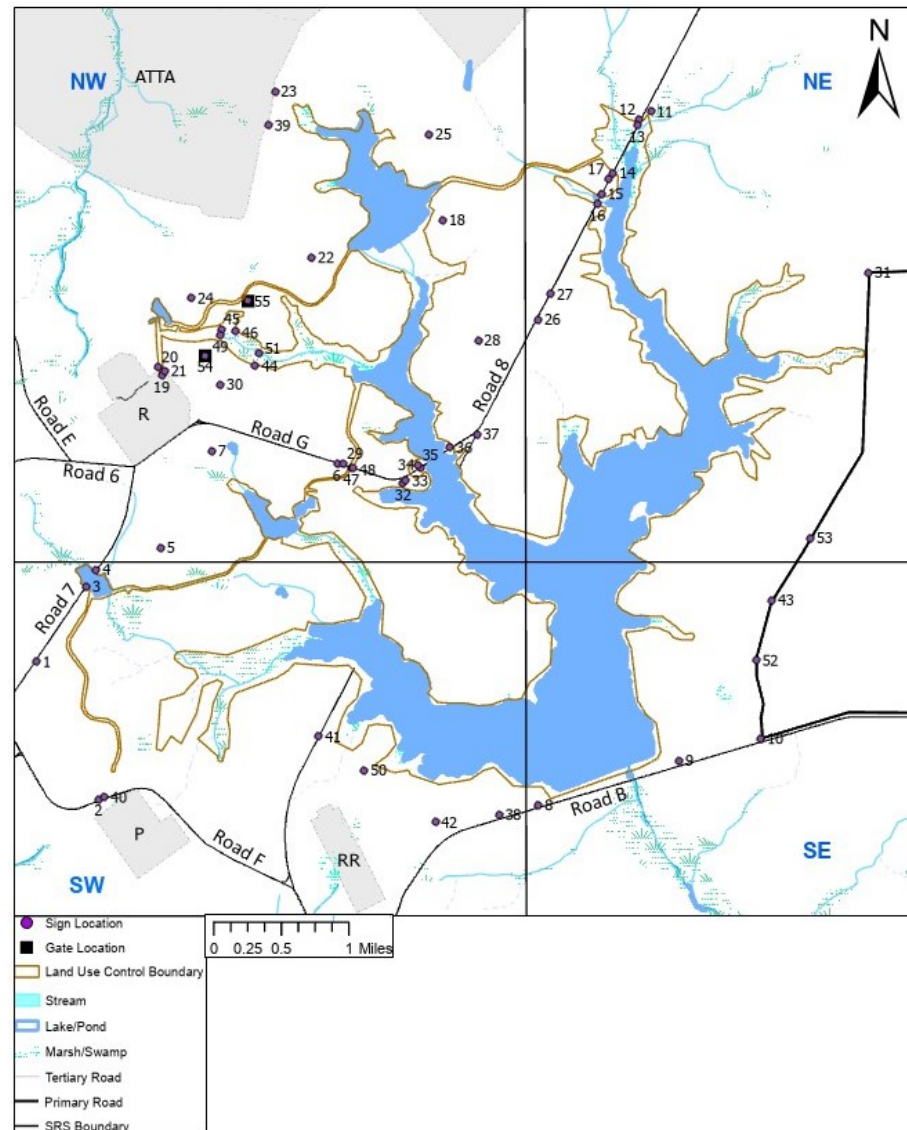 N
NW
ATTA
NE
23
39
25
12
11
13
17
14
15
16
18
22
31
24
55
27
45
26
46
49
51
28
20
54
44
21
19
30
R
Road E
Road G
Road 8
37
36
7
29
35
34
Road 6
6
48
47
33
32
53
5
4
3
43
Road 7
1
52
41
10
50
9
2
40
8
38
P
42
Road B
RR
Road F
SE
SW
Sign Location
Gate Location
0 0.25 0.5 1 Miles
Land Use Control Boundary
Stream
Lake/Pond
Marsh/Swamp
Tertiary Road
Primary Road
SRS Boundary